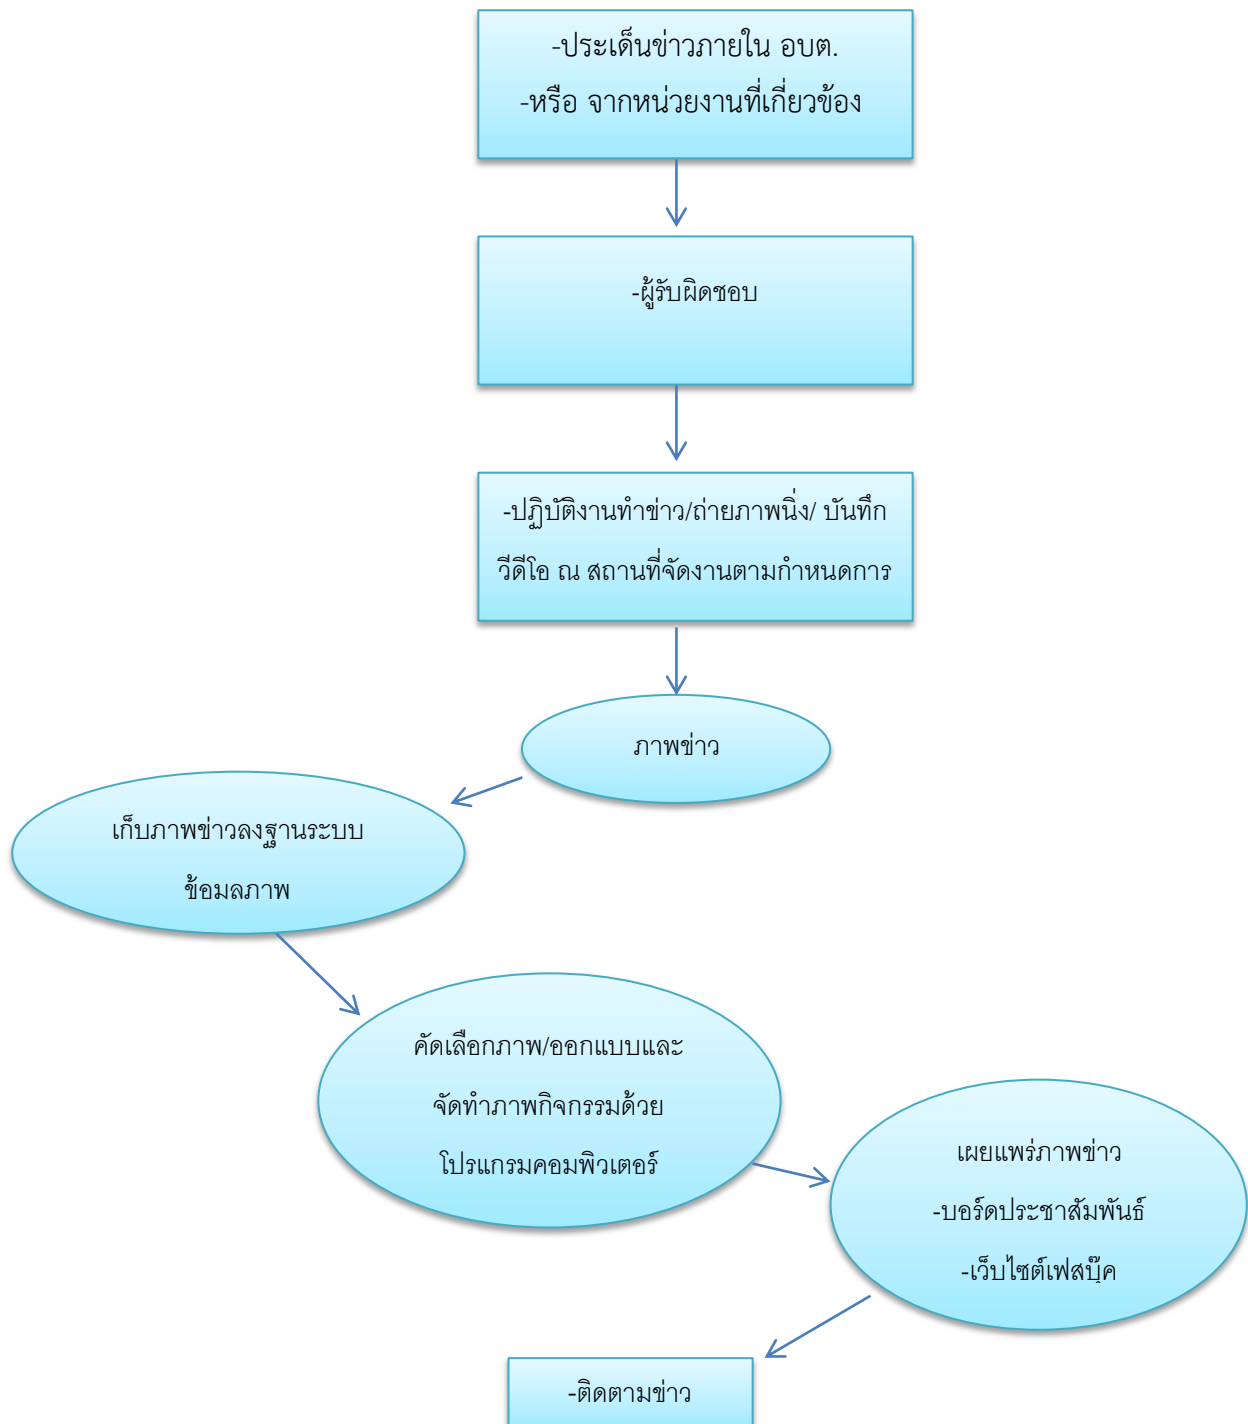 -ประเด็นข่าวภายใน อบต.
-หรือ จากหน่วยงานที่เกี่ยวข้อง
-ผู้รับผิดชอบ
-ปฏิบัติงานทำข่าว/ถ่ายภาพนิ่ง/ บันทึก
วีดีโอ ณ สถานที่จัดงานตามกำหนดการ
ภาพข่าว
เก็บภาพข่าวลงฐานระบบ
ข้อมลภาพ
คัดเลือกภาพ/ออกแบบและ
จัดทำภาพกิจกรรมด้วย
โปรแกรมคอมพิวเตอร์
เผยแพร่ภาพข่าว
-บอร์ดประชาสัมพันธ์
-เว็บไซต์เฟสบุ๊ค
-ติดตามข่าว